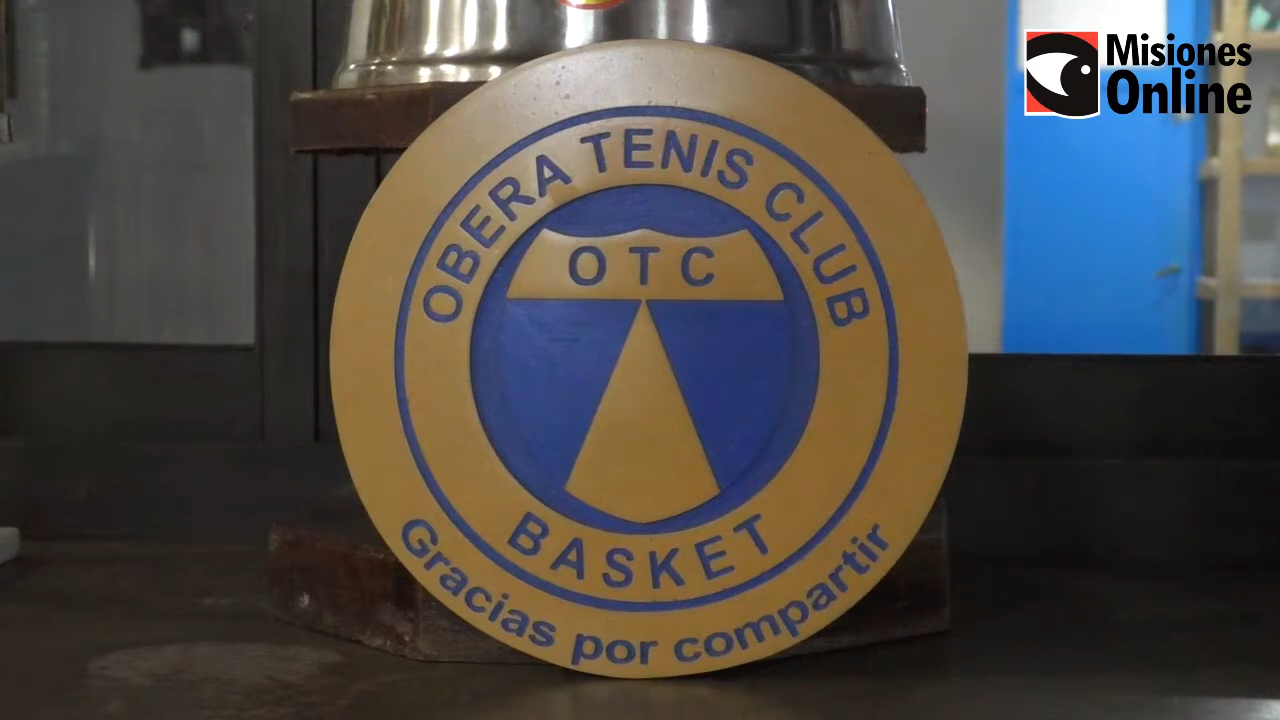 Misiones
Online
OBERA TENIS CLUB
OTC
BASKET
Gracias por compartir